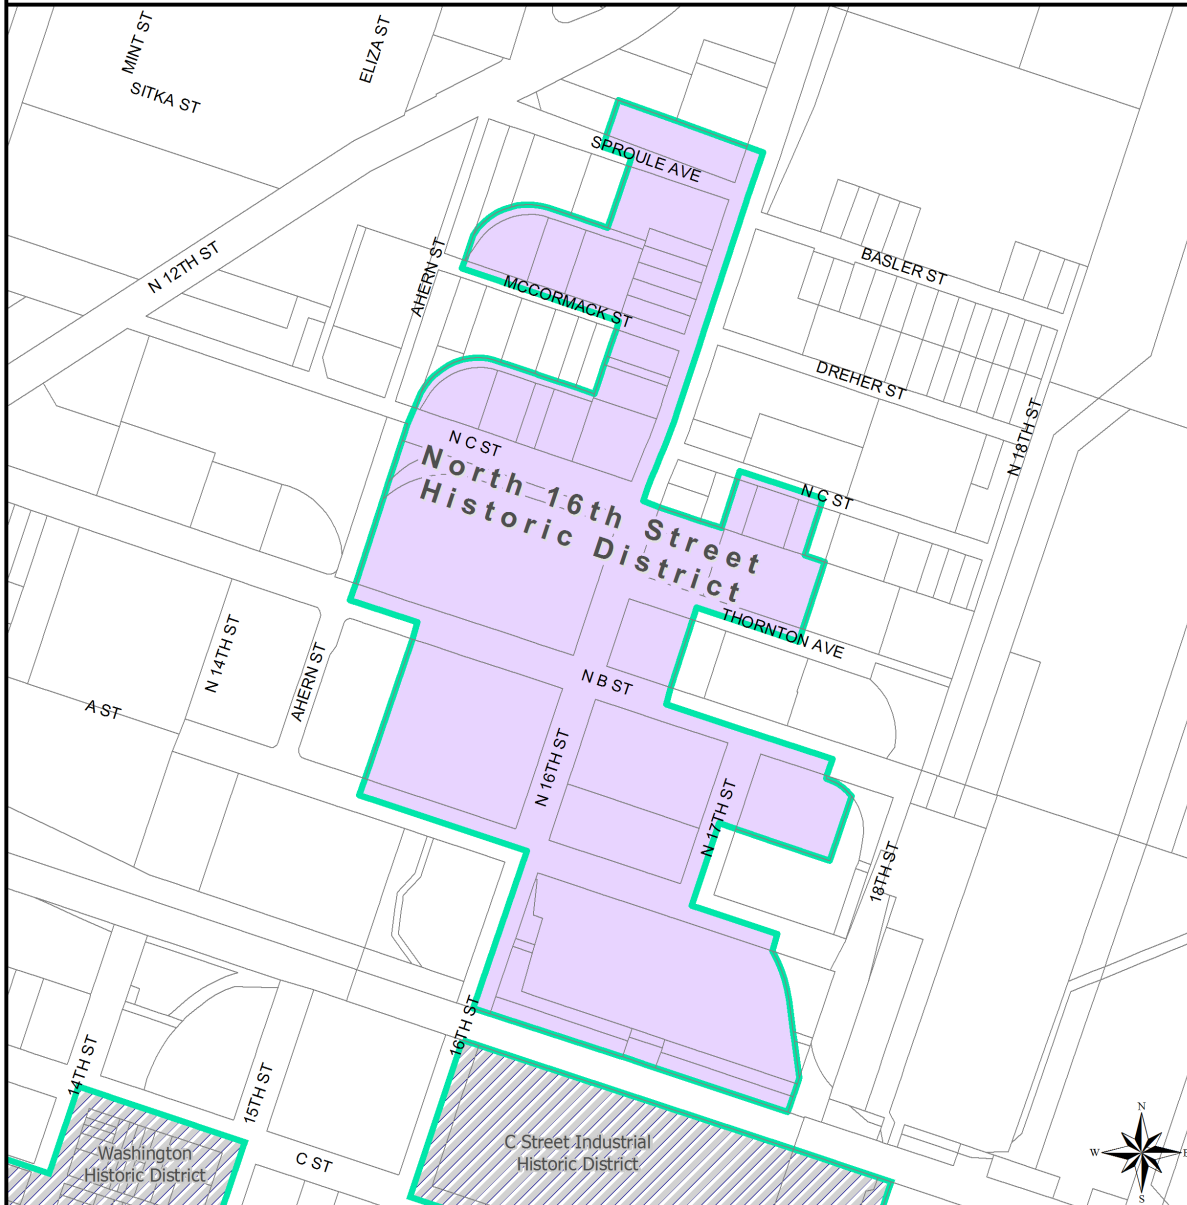 MINT ST
ELIZA ST
SITKA ST
SPROULE AVE
N 12TH ST
AHERN ST
BASLER ST
MCCORMACK ST
DREHER ST
N 18TH ST
N C ST
N C ST
North 16th Street
Historic District
THORNTON AVE
N 14TH ST
AHERN ST
N B ST
A ST
N 16TH ST
N 17TH ST
18TH ST
16TH ST
14TH ST
15TH ST
C Street Industrial
Historic District
Washington
Historic District
C ST
N
W
E
S